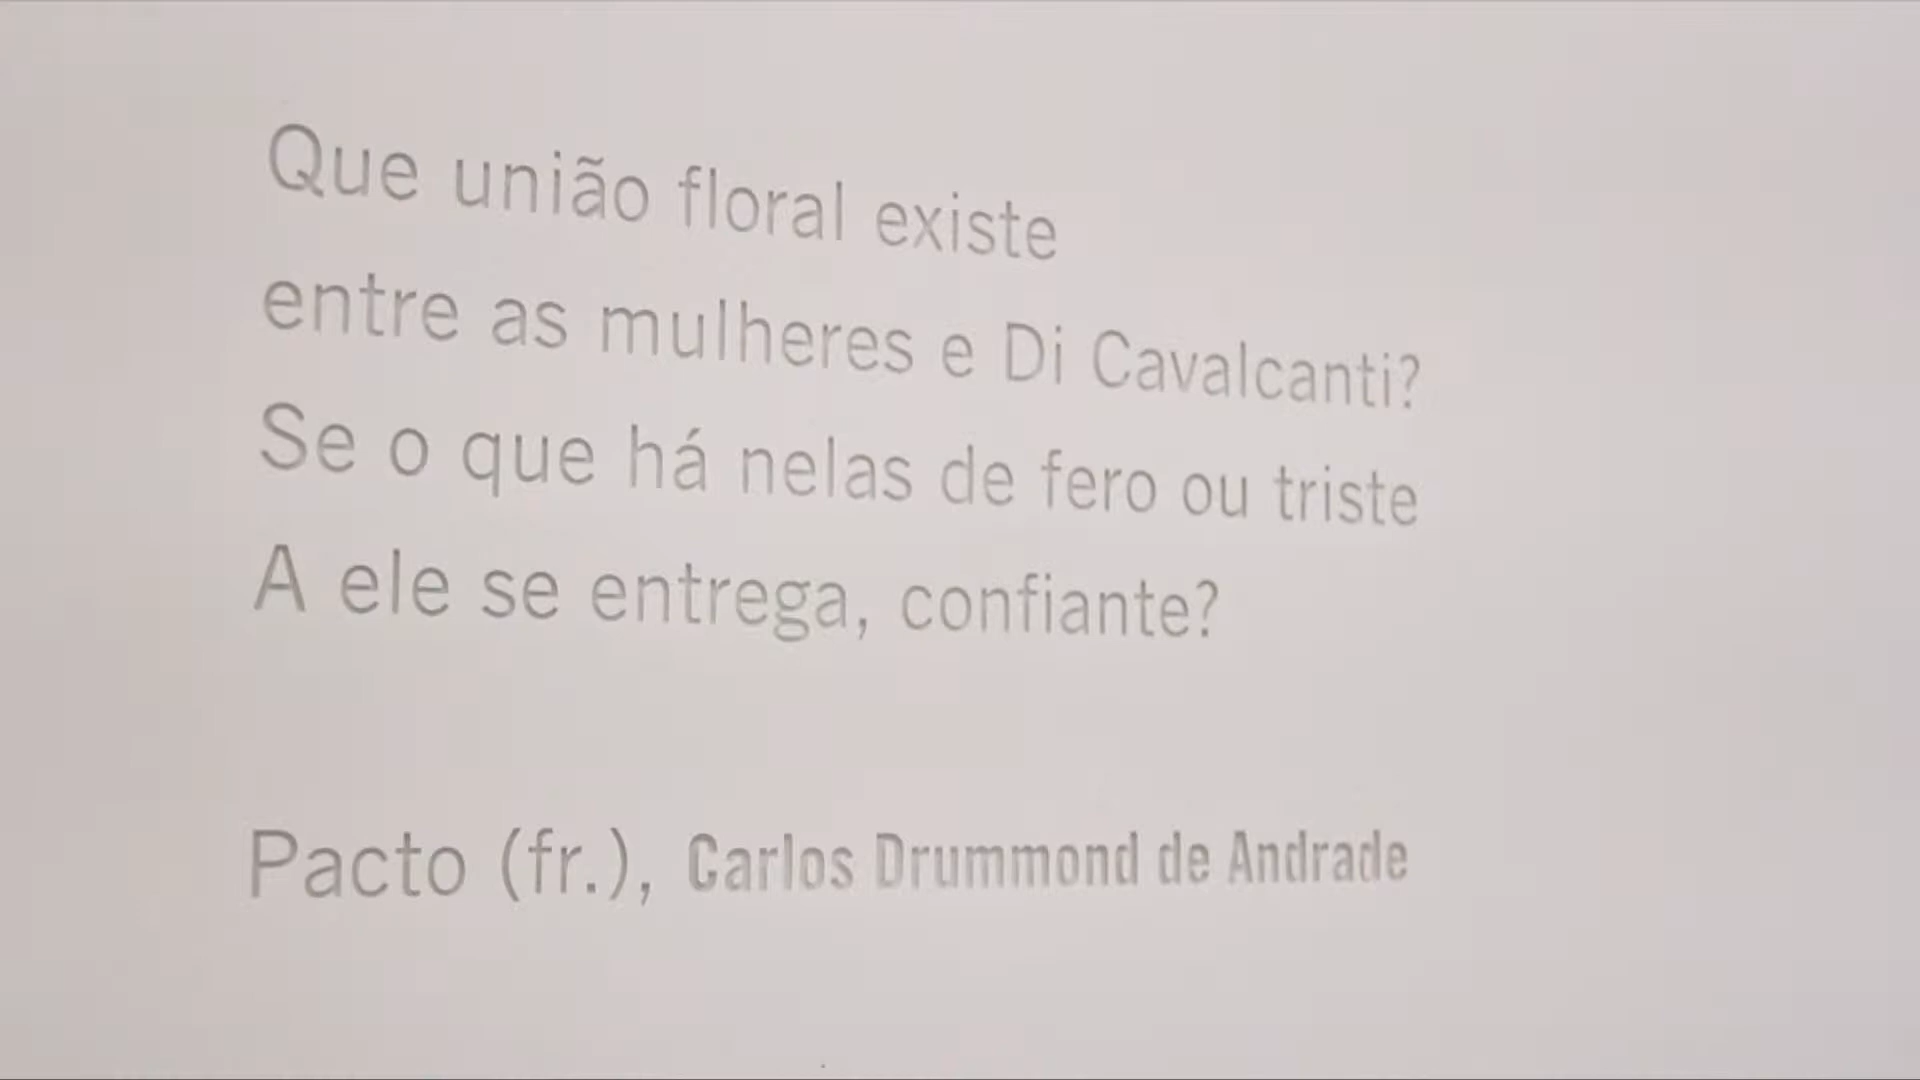 Que união floral existe
entre as mulheres e Di Cavalcanti?
Se o que há nelas de fero ou triste
A ele se entrega, confiante?
Pacto (fr.), Carlos Drummond de Andrade